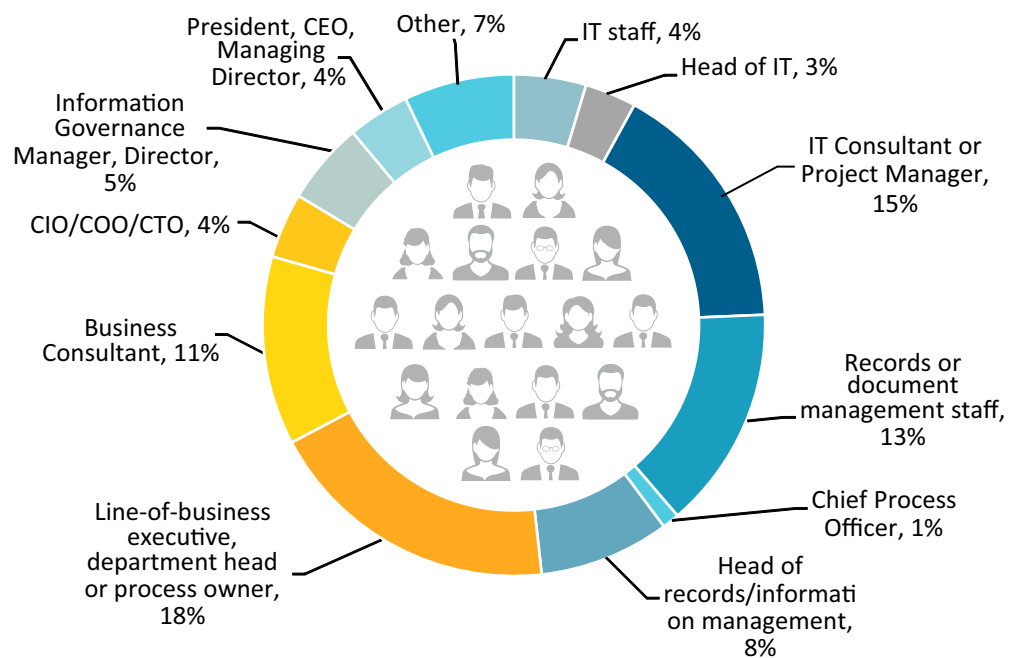 IT staff, 4%
Head of IT, 3%
IT Consultant or
Project Manager,
15%
Records or
document
management staff,
13%
Chief Process
Officer, 1%
Head of
records/informati
on management,
8%
Line-of-business
executive,
department head
or process owner,
18%
Business
Consultant, 11%
CIO/COO/CTO, 4%
Information
Governance
Manager, Director,
5%
President, CEO,
Managing
Director, 4%
Other, 7%